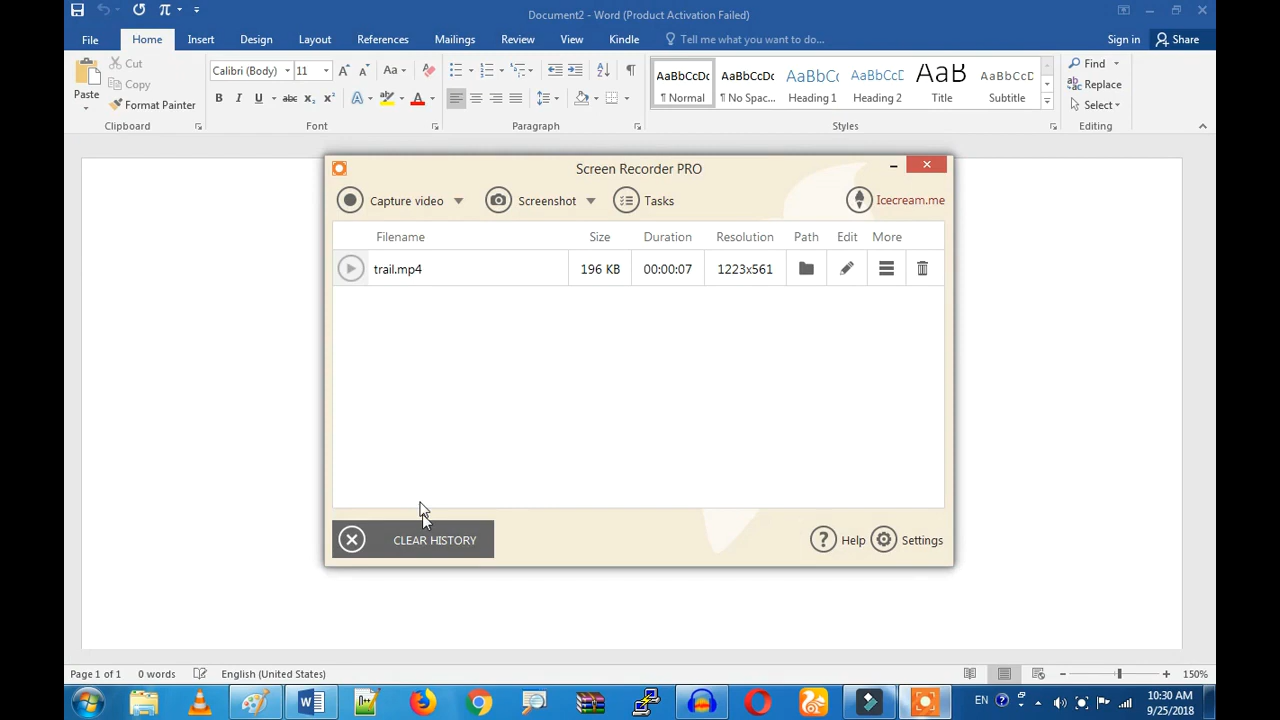 Document2 - Word (Product Activation Failed)
File Home Insert Design Layout References Mailings Review View Kindle Tell me what you want to do... Sign in Share
Paste
Cut
Copy
Format Painter
Clipboard
Calibri (Body) 11
B I U abc x₂ x² A
Font
Paragraph
AaBbCcDc AaBbCcDc AaBbCc AaBbCcD AaB AaBbCcD
¶ Normal ¶ No Spac... Heading 1 Heading 2 Title Subtitle
Styles
Find
Replace
Select
Editing
Screen Recorder PRO
Capture video Screenshot Tasks Icecream.me
Filename Size Duration Resolution Path Edit More
trail.mp4 196 KB 00:00:07 1223x561
CLEAR HISTORY
? Help Settings
Page 1 of 1 0 words English (United States) 150%
EN 10:30 AM
9/25/2018